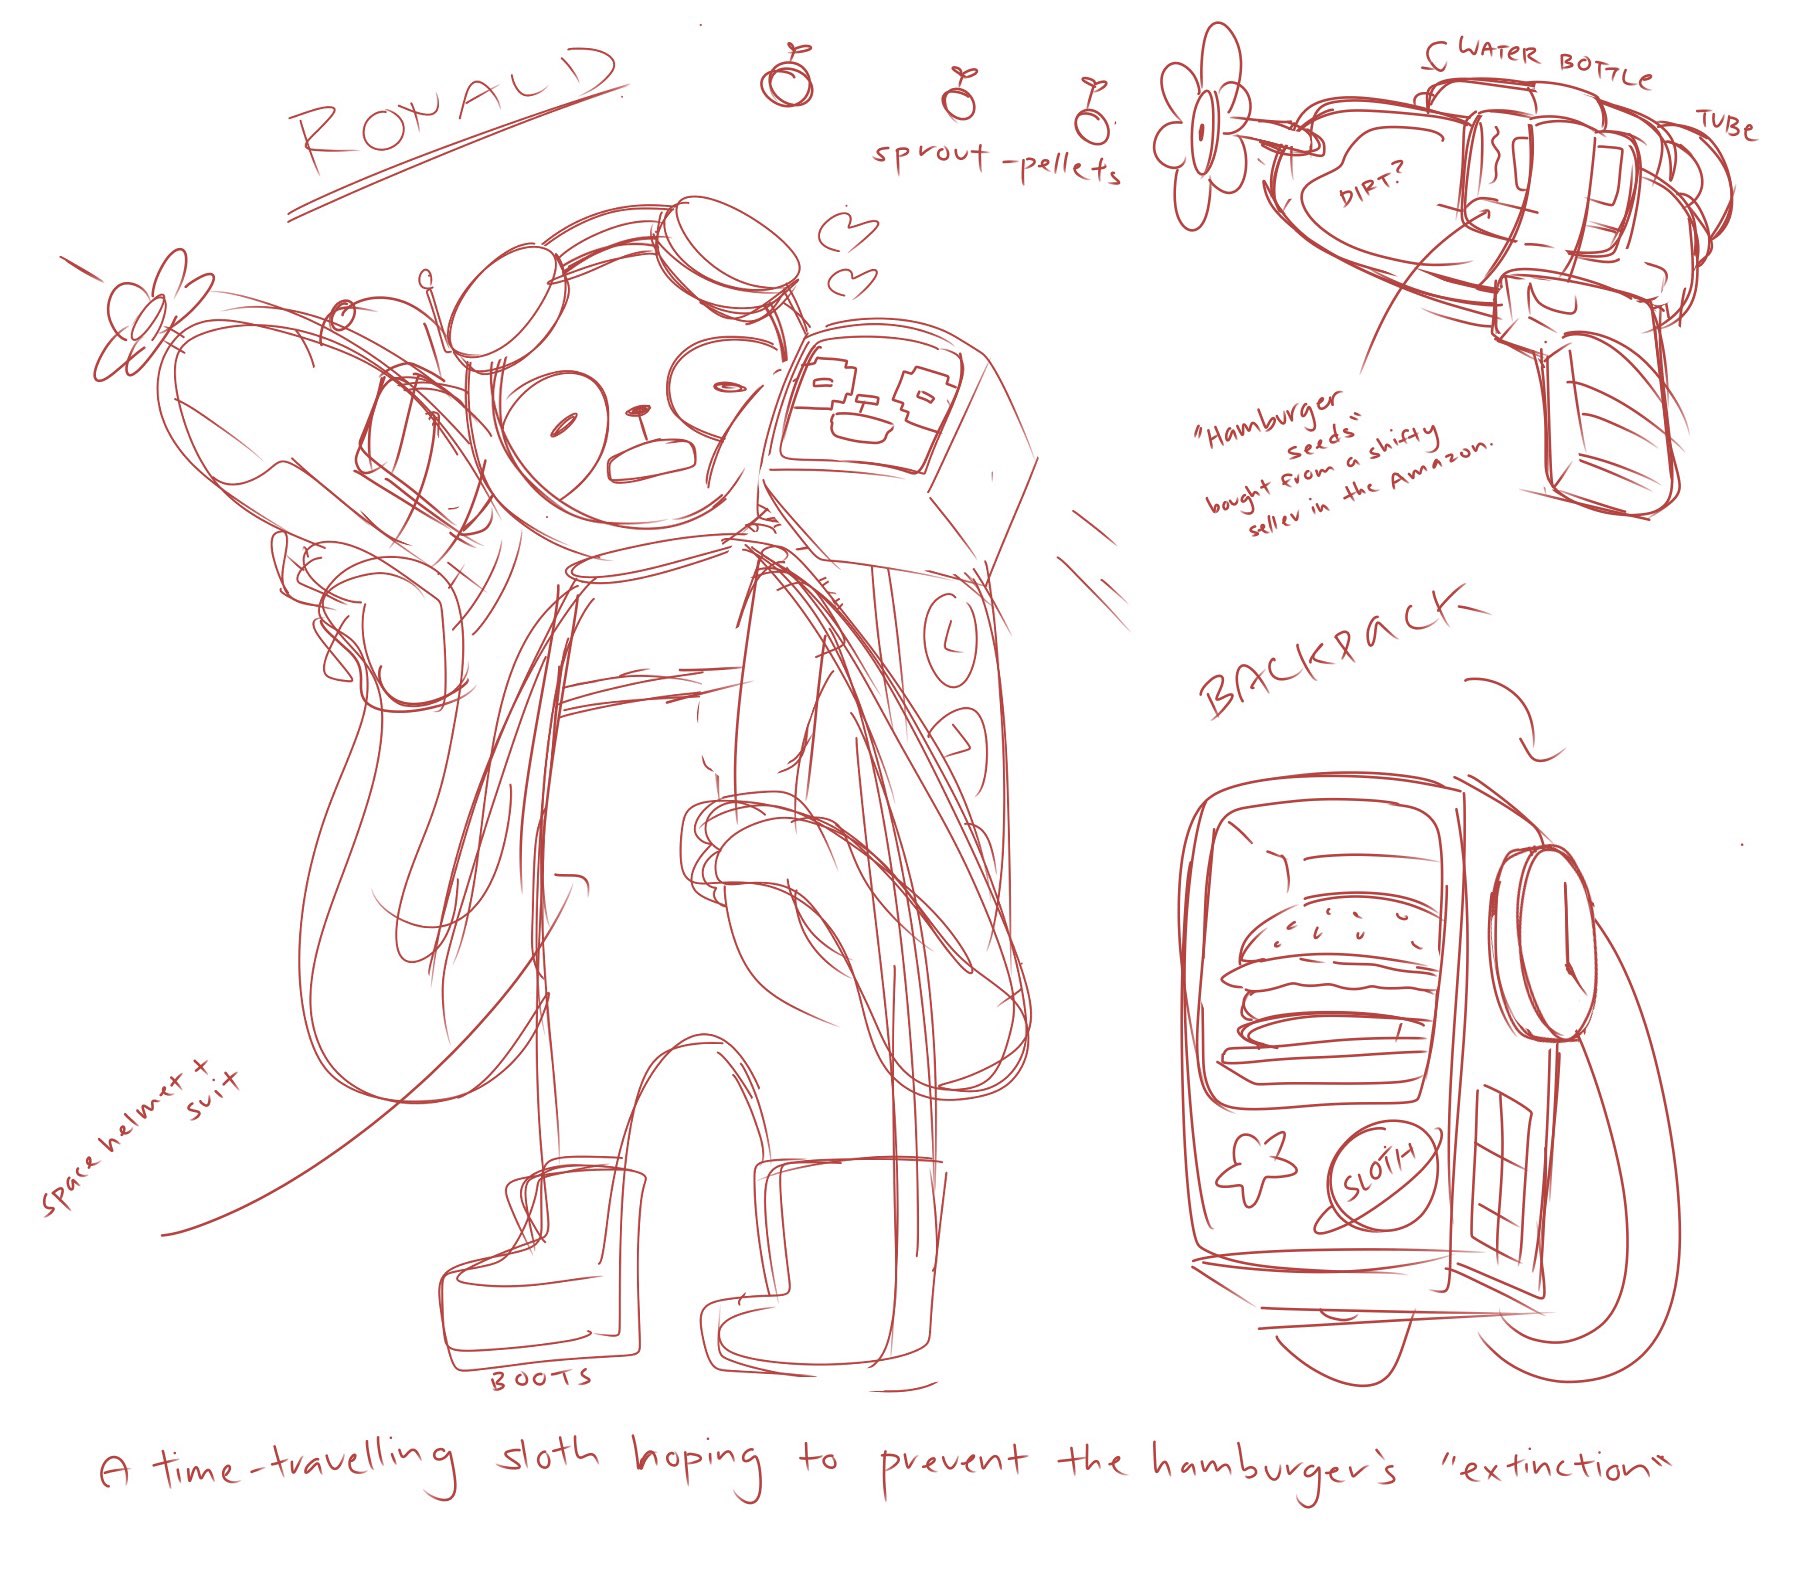 RONALD
sprout-pellets
WATER BOTTLE
TUBe
DIRT?
"Hamburger
seeds"
bought from a shifty
seller in the Amazon.
BACKPACK
SLOTH
space helmet +
suit
BOOTS
A time-travelling sloth hoping to prevent the hamburger's "extinction"